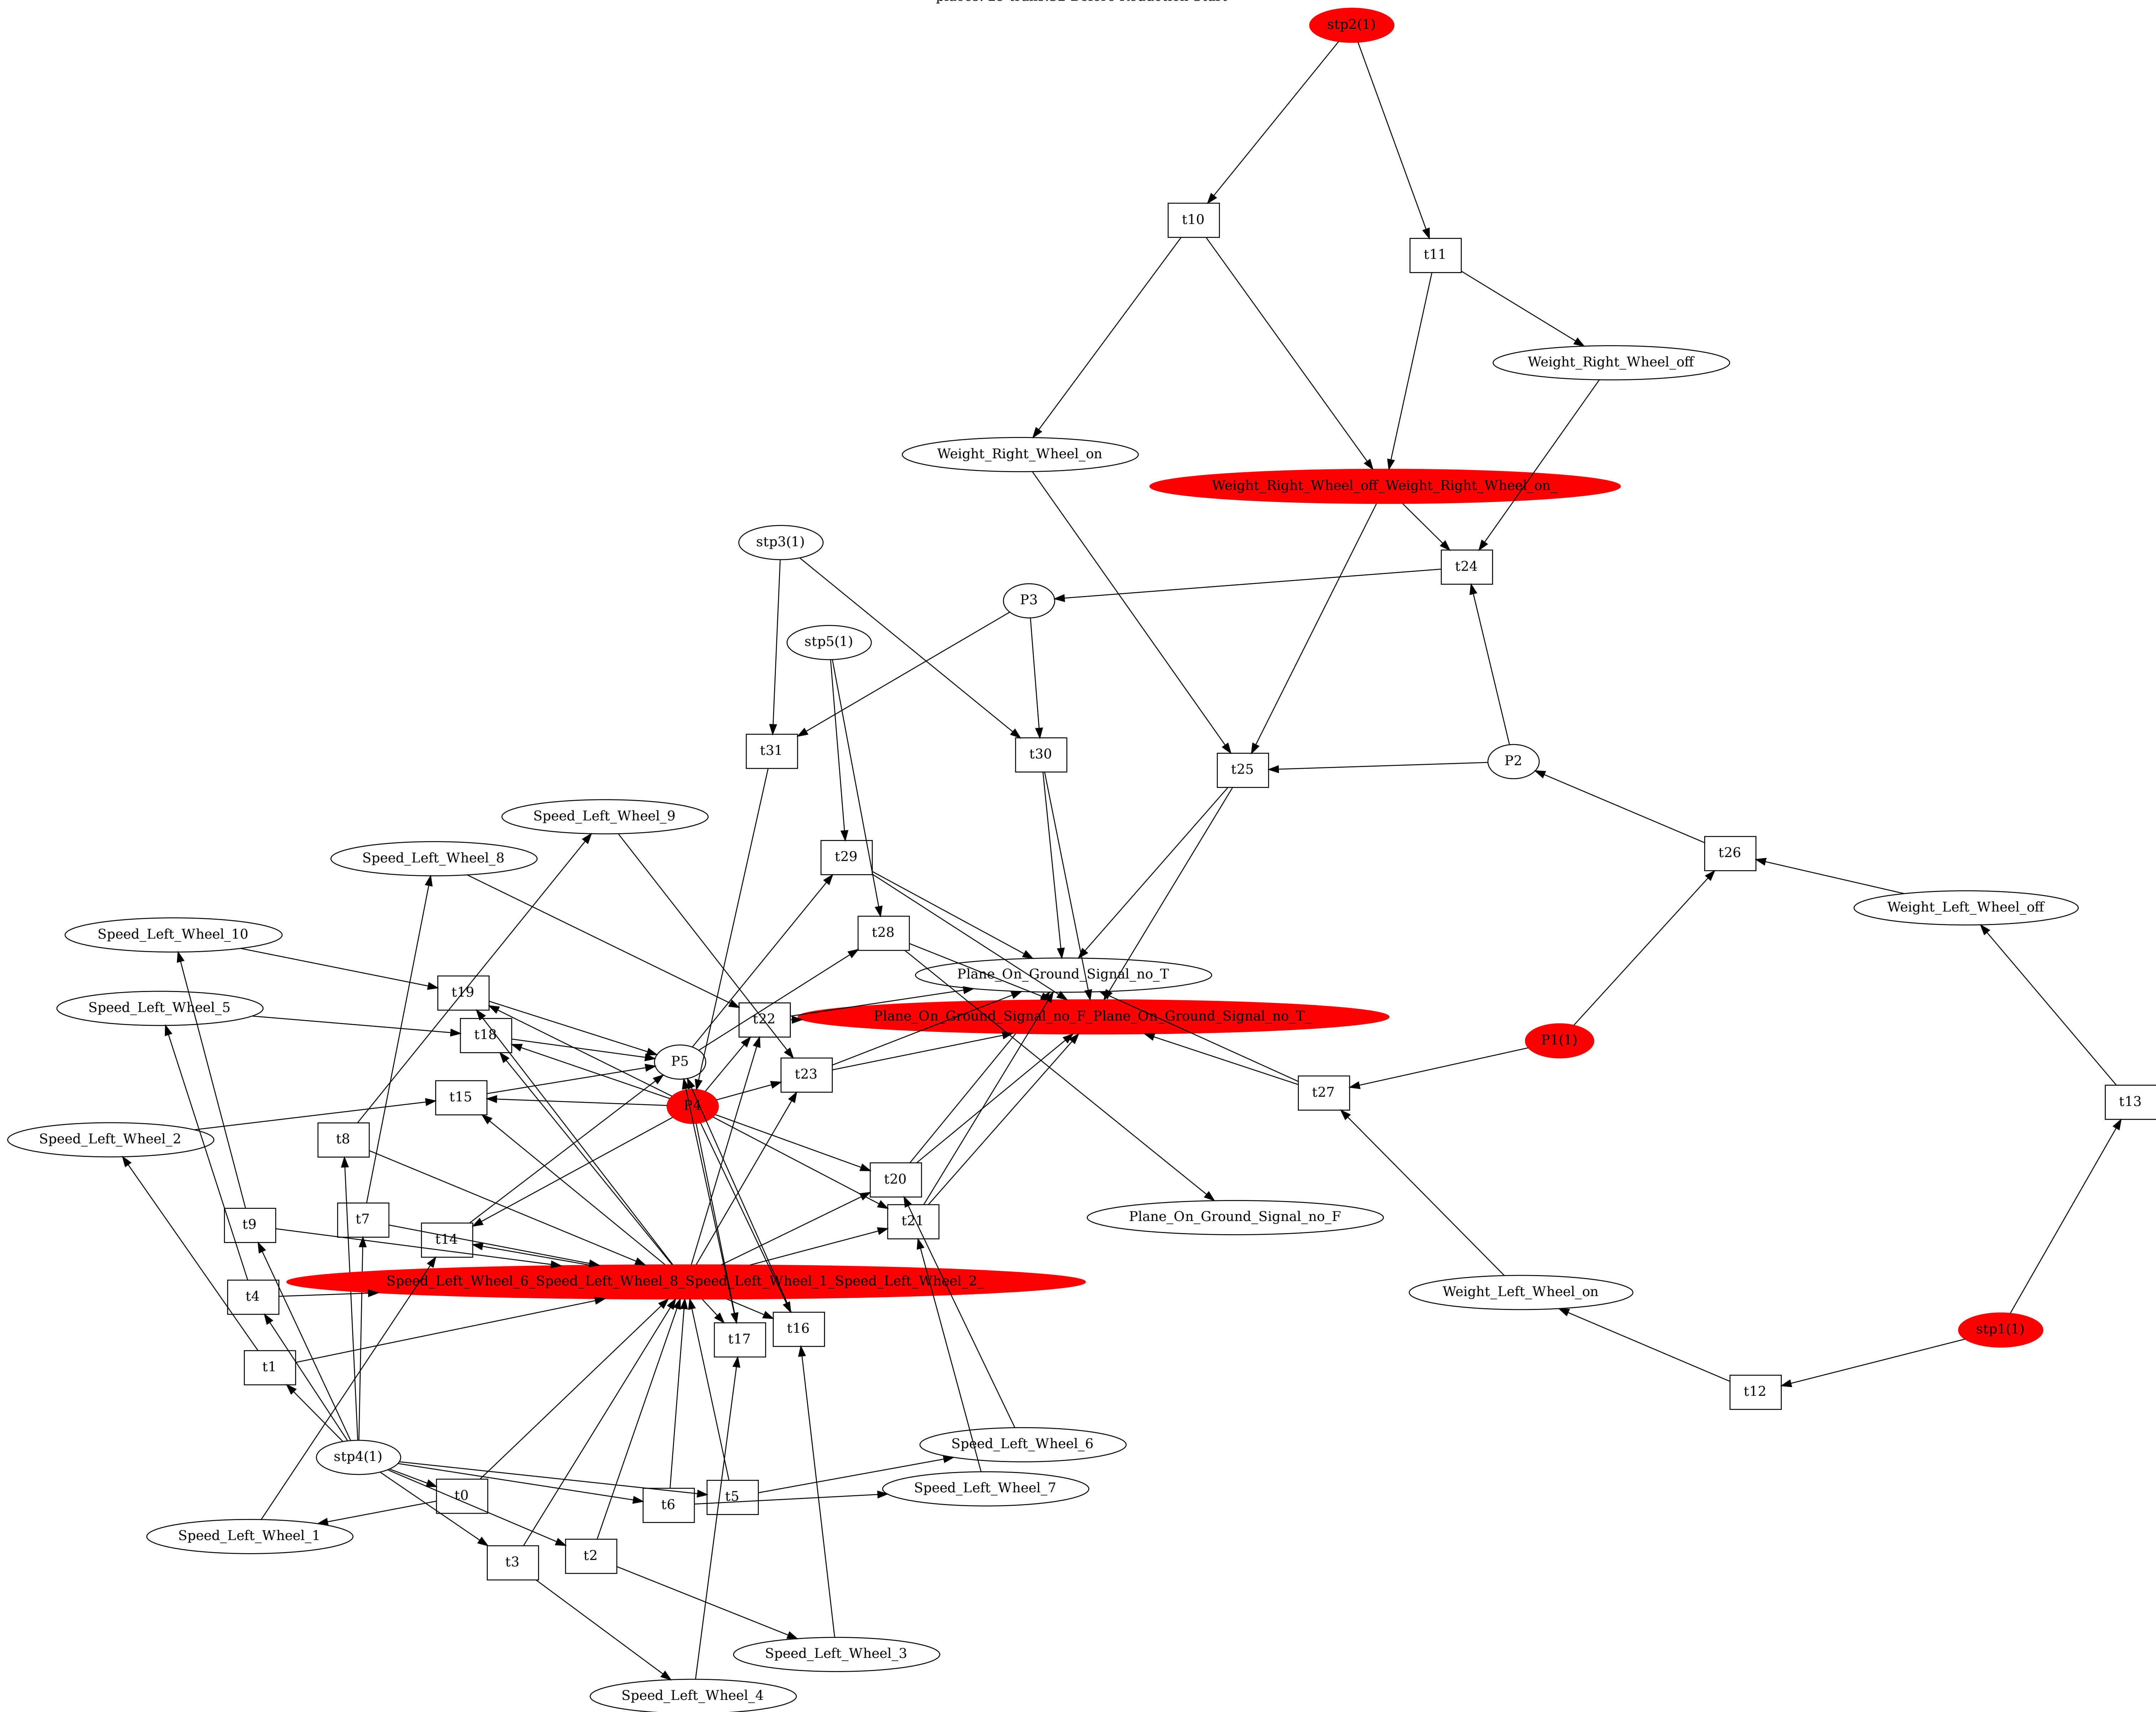 stp2(1)
t10
t11
Weight_Right_Wheel_off
Weight_Right_Wheel_on
Weight_Right_Wheel_off_Weight_Right_Wheel_on_
stp3(1)
t24
P3
stp5(1)
t31
t30
t25
P2
Speed_Left_Wheel_9
Speed_Left_Wheel_8
t29
t26
Weight_Left_Wheel_off
Speed_Left_Wheel_10
t28
Plane_On_Ground_Signal_no_T
t19
Speed_Left_Wheel_5
t22
Plane_On_Ground_Signal_no_F_Plane_On_Ground_Signal_no_T_
t18
P1(1)
P5
t23
t27
t15
P4
t13
Speed_Left_Wheel_2
t8
t20
Plane_On_Ground_Signal_no_F
t9
t7
t21
t14
Speed_Left_Wheel_6_Speed_Left_Wheel_8_Speed_Left_Wheel_1_Speed_Left_Wheel_2_
t4
Weight_Left_Wheel_on
t17
t16
stp1(1)
t1
t12
Speed_Left_Wheel_6
stp4(1)
Speed_Left_Wheel_7
t0
t6
t5
Speed_Left_Wheel_1
t3
t2
Speed_Left_Wheel_3
Speed_Left_Wheel_4